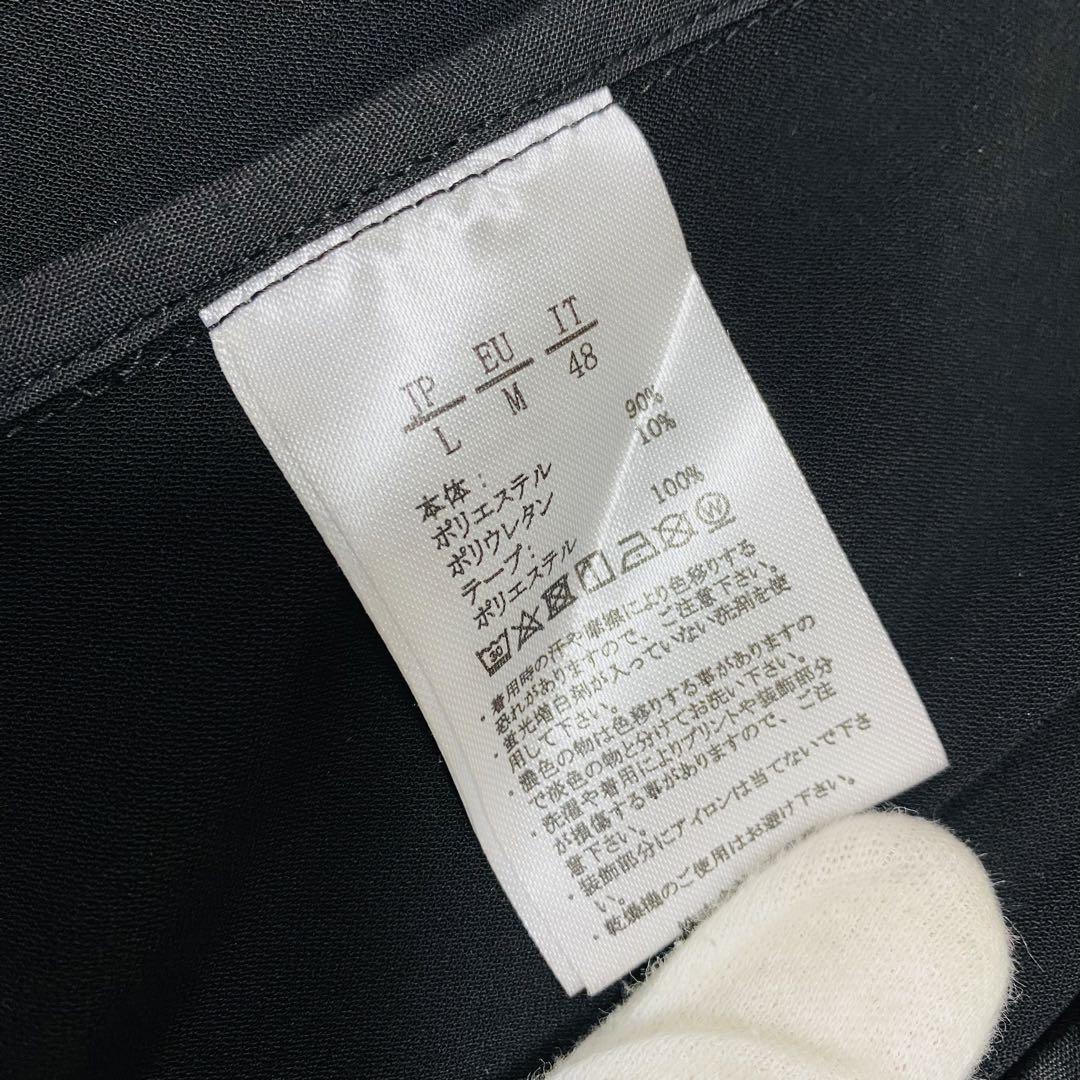 JP EU IT
L M 48
本体:
ポリエステル 90%
ポリウレタン 10%
テープ:
ポリエステル 100%
30 W
・着用時の汗や摩擦により色移りする
恐れがありますので、ご注意下さい。
・蛍光増白剤が入っていない洗剤を使
用して下さい。
・濃色の物は色移りする事がありますの
で淡色の物と分けてお洗い下さい。
・洗濯や着用によりプリントや装飾部分
が損傷する事がありますので、ご注
意下さい。
・装飾部分にアイロンは当てないで下さ
い。
・乾燥機のご使用はお避け下さい。